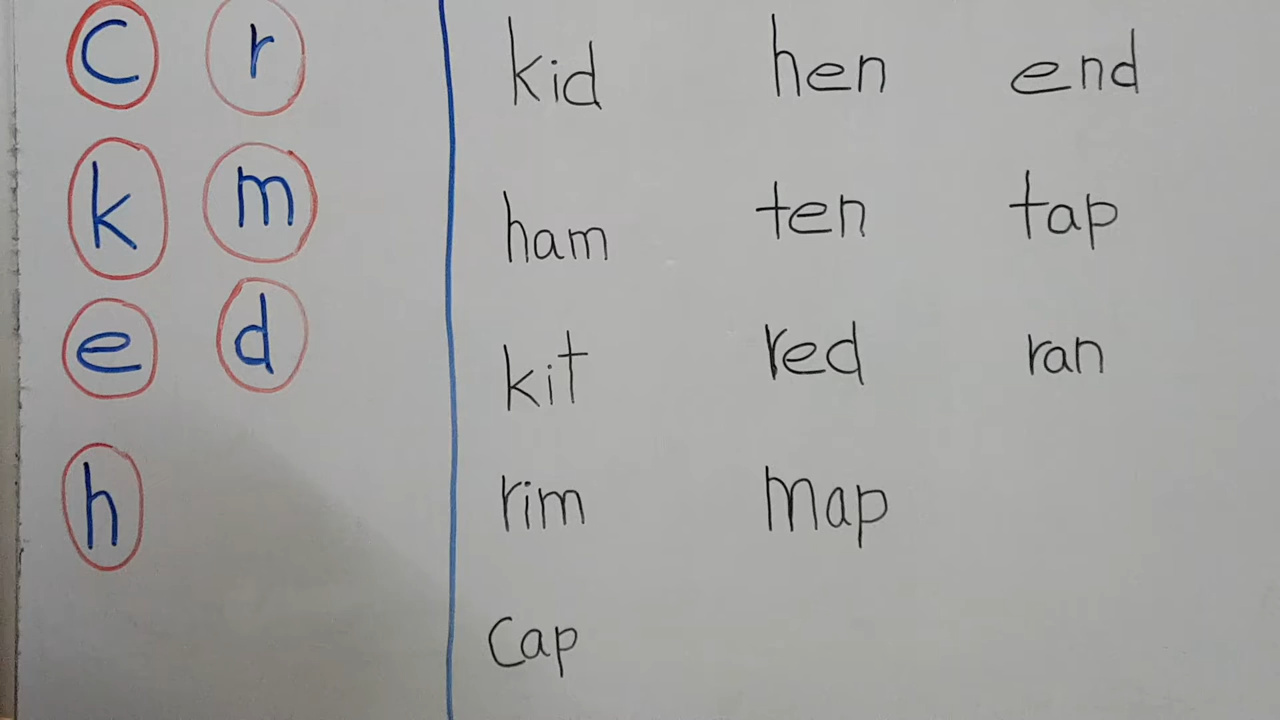 c r
k m
e d
h
kid hen end
ham ten tap
kit red ran
rim map
cap